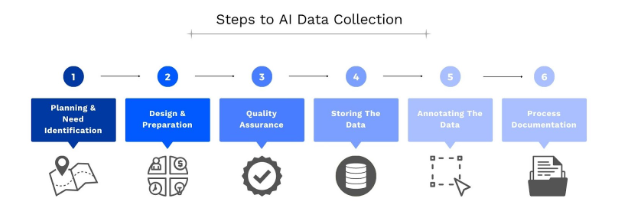 Steps to AI Data Collection
1
2
3
4
5
6
Planning &
Need
Identification
Design &
Preparation
Quality
Assurance
Storing The
Data
Annotating The
Data
Process
Documentation
$